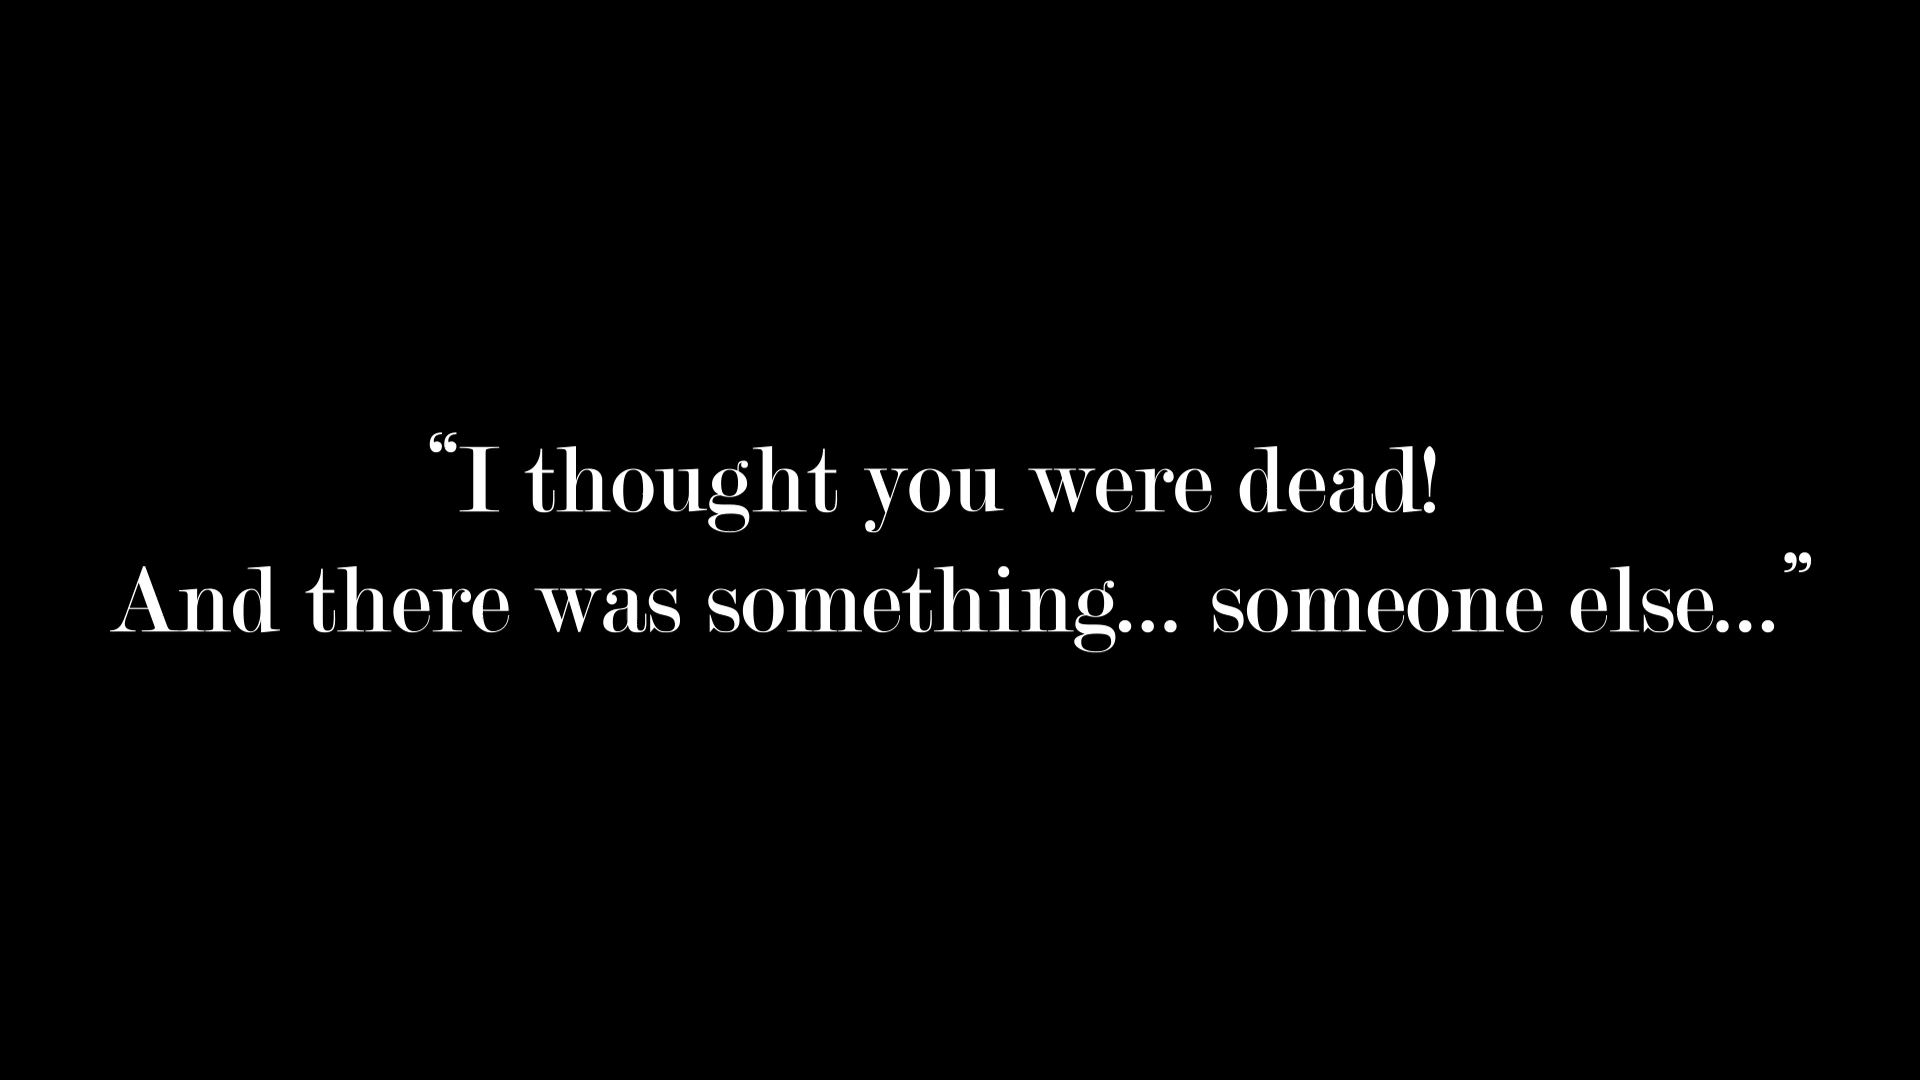 “I thought you were dead!
And there was something... someone else...”